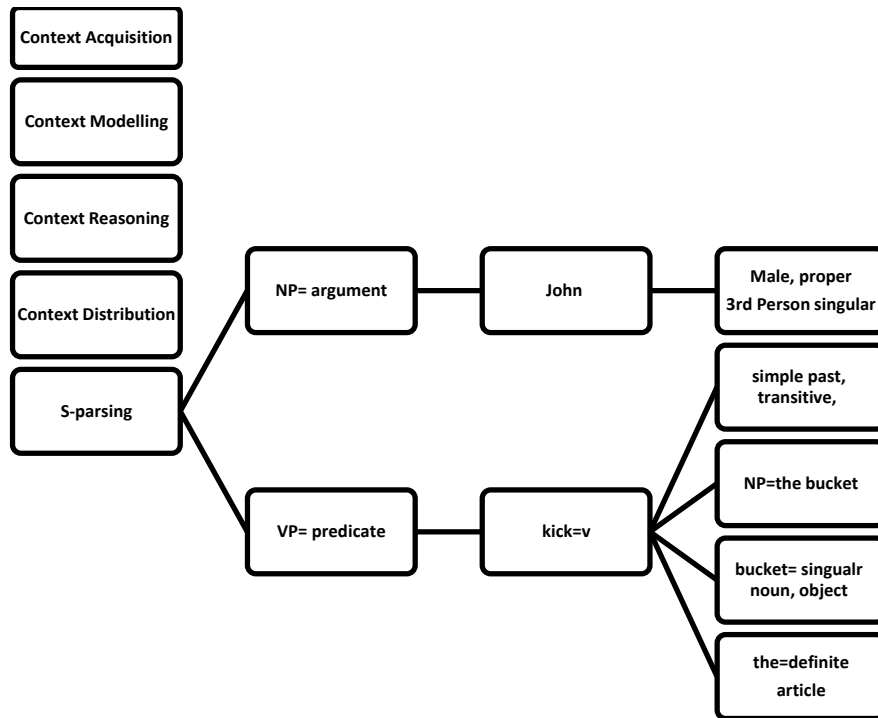 Context Acquisition
Context Modelling
Context Reasoning
Context Distribution
S-parsing
NP= argument
John
Male, proper
3rd Person singular
VP= predicate
kick=v
simple past,
transitive,
NP=the bucket
bucket= singualr
noun, object
the=definite
article